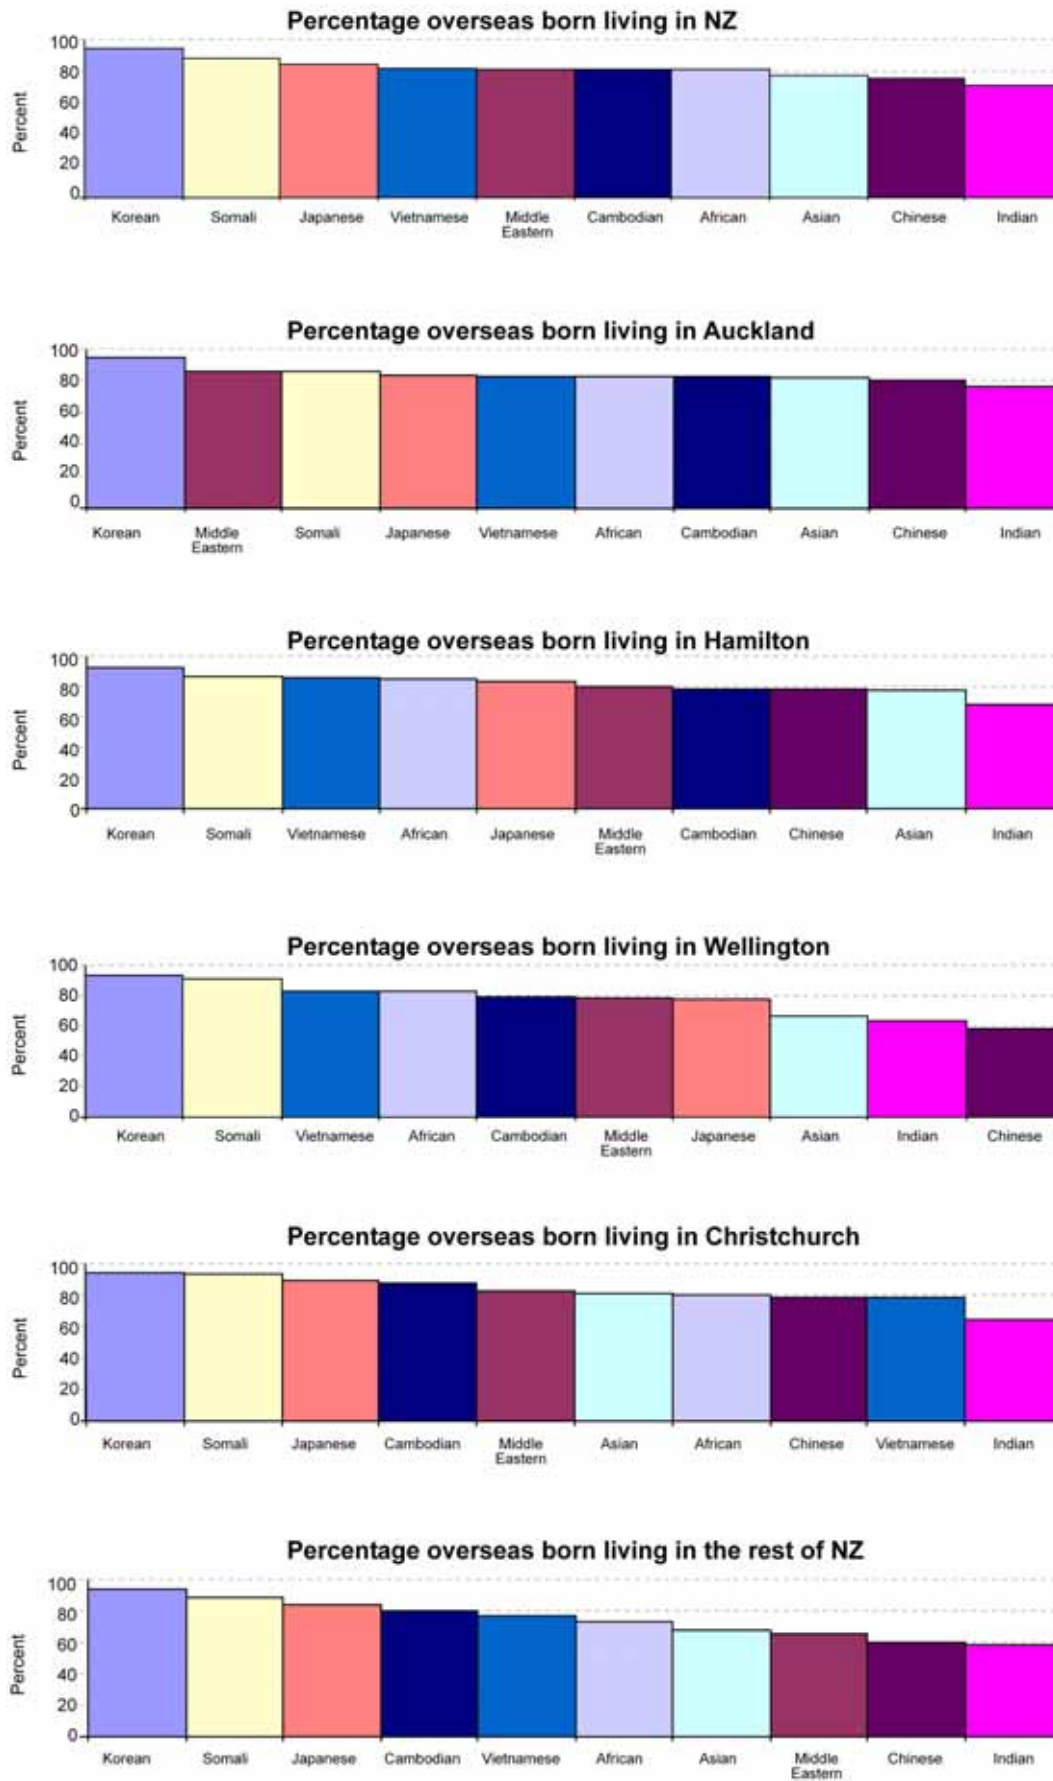 Percentage overseas born living in NZ
100
80
60
40
20
0
Percent
Korean Somali Japanese Vietnamese Middle Cambodian African Asian Chinese Indian
Eastern
Percentage overseas born living in Auckland
100
80
60
40
20
0
Percent
Korean Middle Somali Japanese Vietnamese African Cambodian Asian Chinese Indian
Eastern
Percentage overseas born living in Hamilton
100
80
60
40
20
0
Percent
Korean Somali Vietnamese African Japanese Middle Cambodian Chinese Asian Indian
Eastern
Percentage overseas born living in Wellington
100
80
60
40
20
0
Percent
Korean Somali Vietnamese African Cambodian Middle Japanese Asian Indian Chinese
Eastern
Percentage overseas born living in Christchurch
100
80
60
40
20
0
Percent
Korean Somali Japanese Cambodian Middle Asian African Chinese Vietnamese Indian
Eastern
Percentage overseas born living in the rest of NZ
100
80
60
40
20
0
Percent
Korean Somali Japanese Cambodian Vietnamese African Asian Middle Chinese Indian
Eastern